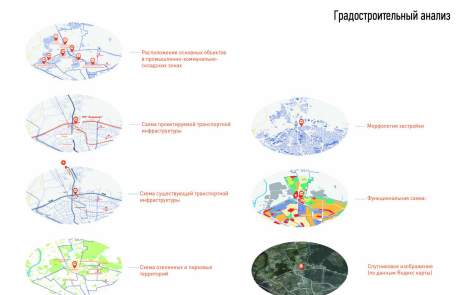 Градостроительный анализ
Расположение основных объектов
в промышленно-коммунально-
складских зонах
Схема проектируемой транспортной
инфраструктуры
Морфология застройки
Схема существующей транспортной
инфраструктуры
Функциональная схема:
Схема озелененых и парковых
территорий
Спутниковое изображение
(по данным Яндекс карты)